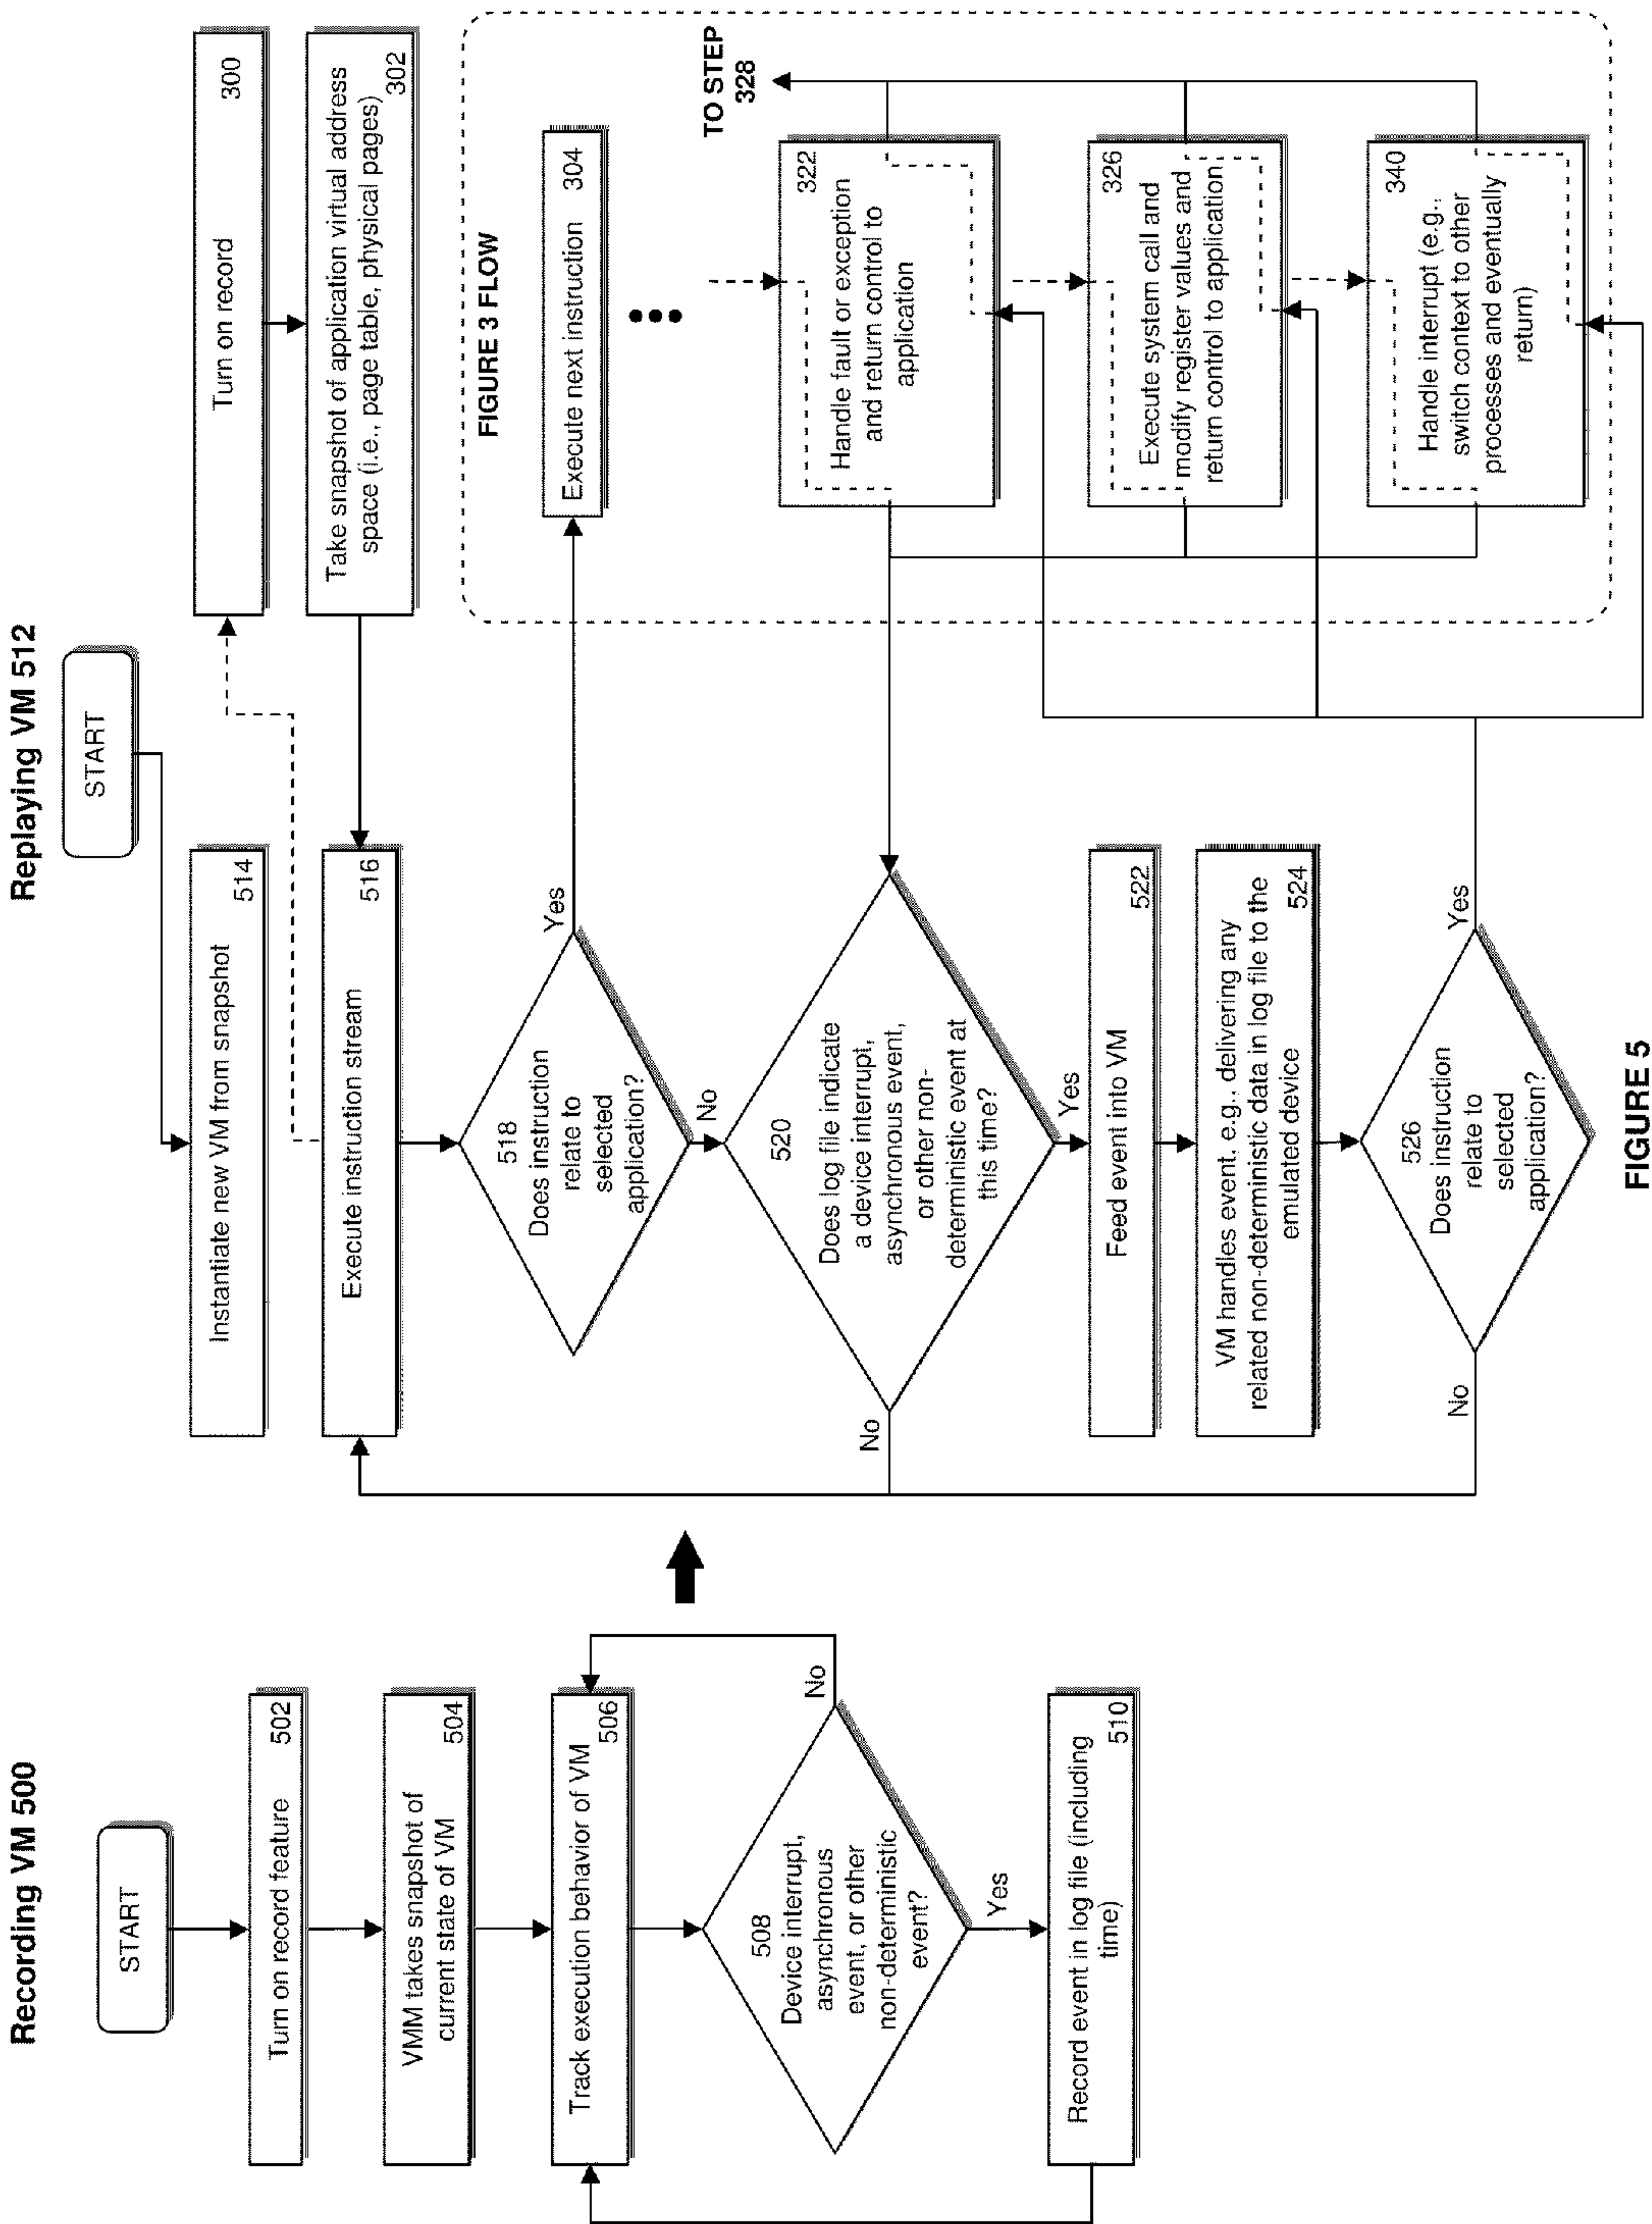 Recording VM 500
START
Turn on record feature
502
VMM takes snapshot of
current state of VM
504
Track execution behavior of VM
506
508
Device interrupt,
asynchronous
event, or other
non-deterministic
event?
No
Yes
Record event in log file (including
time)
510
Replaying VM 512
START
Instantiate new VM from snapshot
514
Execute instruction stream
516
518
Does instruction
relate to
selected
application?
Yes
No
520
Does log file indicate
a device interrupt,
asynchronous event,
or other non-
deterministic event at
this time?
No
Yes
Feed event into VM
522
VM handles event, e.g., delivering any
related non-deterministic data in log file to the
emulated device
524
526
Does instruction
relate to
selected
application?
No
Yes
Turn on record
300
Take snapshot of application virtual address
space (i.e., page table, physical pages)
302
FIGURE 3 FLOW
Execute next instruction
304
TO STEP
328
322
Handle fault or exception
and return control to
application
326
Execute system call and
modify register values and
return control to application
340
Handle interrupt (e.g.,
switch context to other
processes and eventually
return)
FIGURE 5